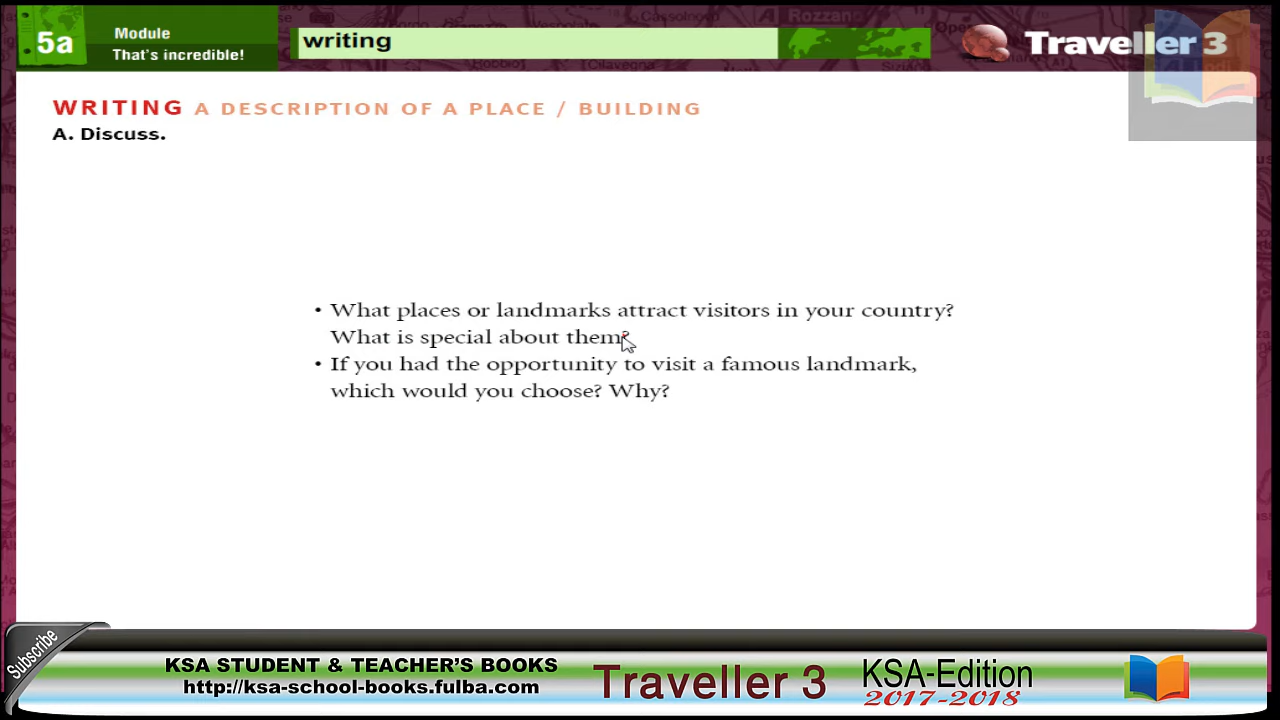 5a
Module
That's incredible!
writing
Traveller 3
WRITING A DESCRIPTION OF A PLACE / BUILDING
A. Discuss.
• What places or landmarks attract visitors in your country?
What is special about them?
• If you had the opportunity to visit a famous landmark,
which would you choose? Why?
Subscribe
KSA STUDENT & TEACHER'S BOOKS
http://ksa-school-books.fulba.com
Traveller 3
KSA-Edition
2017-2018